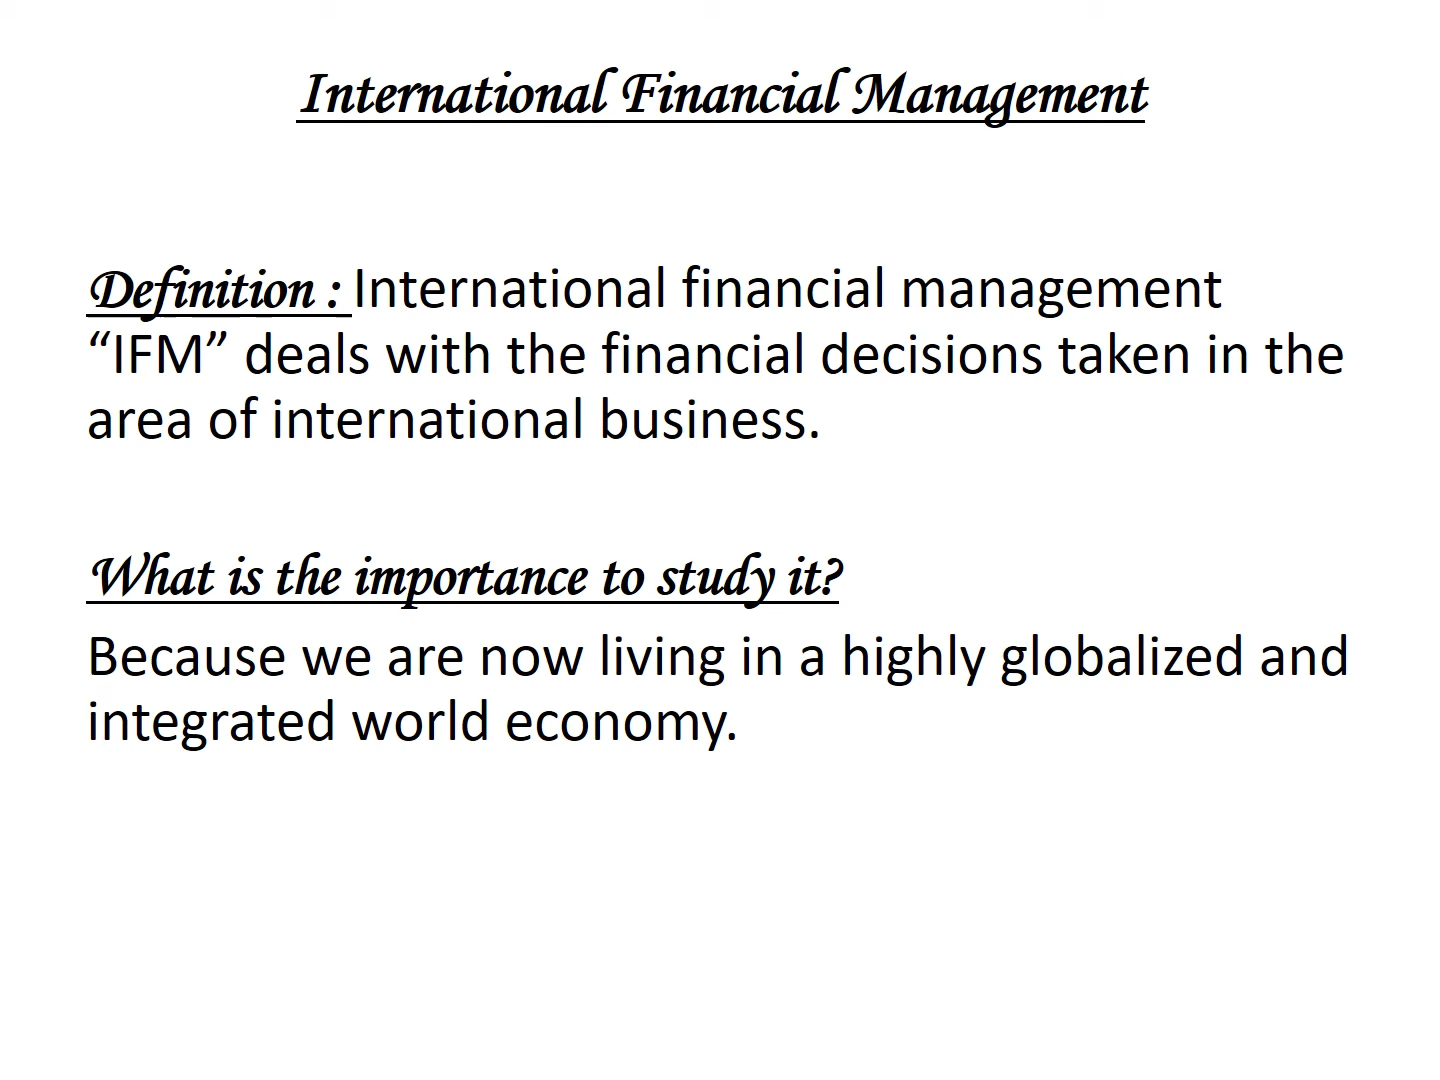 International Financial Management
Definition : International financial management
“IFM” deals with the financial decisions taken in the
area of international business.
What is the importance to study it?
Because we are now living in a highly globalized and
integrated world economy.